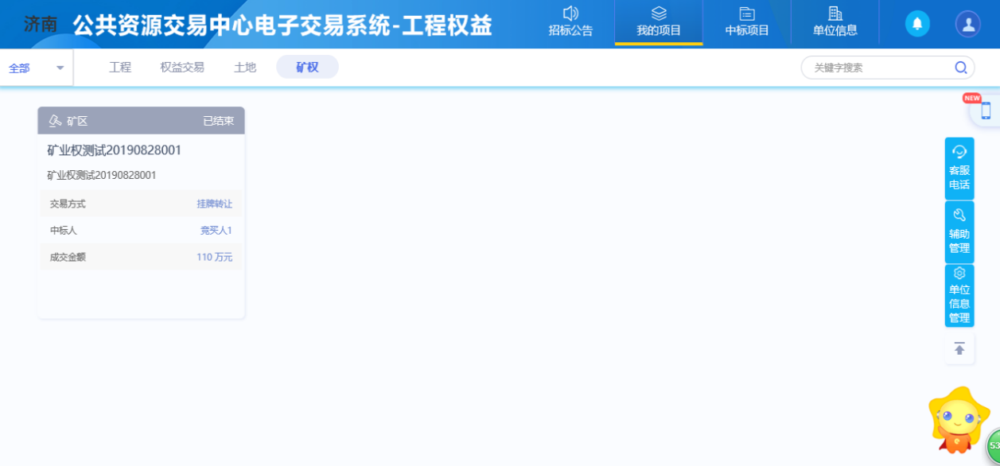 济南 公共资源交易中心电子交易系统-工程权益
招标公告
我的项目
中标项目
单位信息
全部
工程
权益交易
土地
矿权
关键字搜索
NEW
矿区
已结束
矿业权测试20190828001
矿业权测试20190828001
交易方式
挂牌转让
中标人
竞买人1
成交金额
110 万元
客服
电话
辅助
管理
单位
信息
管理
53